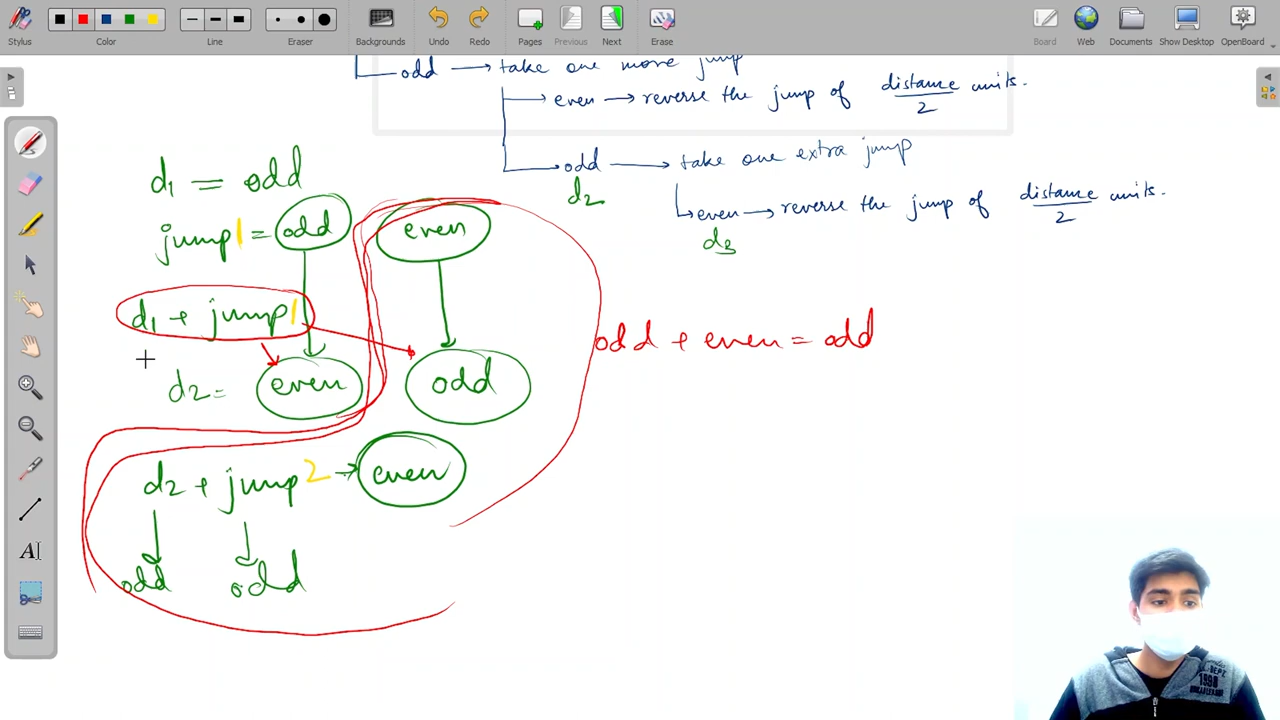 Stylus
Color
Line
Eraser
Backgrounds
Undo
Redo
Pages
Previous
Next
Erase
Board
Web
Documents
Show Desktop
OpenBoard
odd → take one more jump
even → reverse the jump of distance/2 units.
odd → take one extra jump
d2
even → reverse the jump of distance/2 units.
d3
d1 = odd
jump1 = odd even
d1 + jump1
odd + even = odd
d2 = even odd
d2 + jump2 → even
odd odd
DEPT.
1998